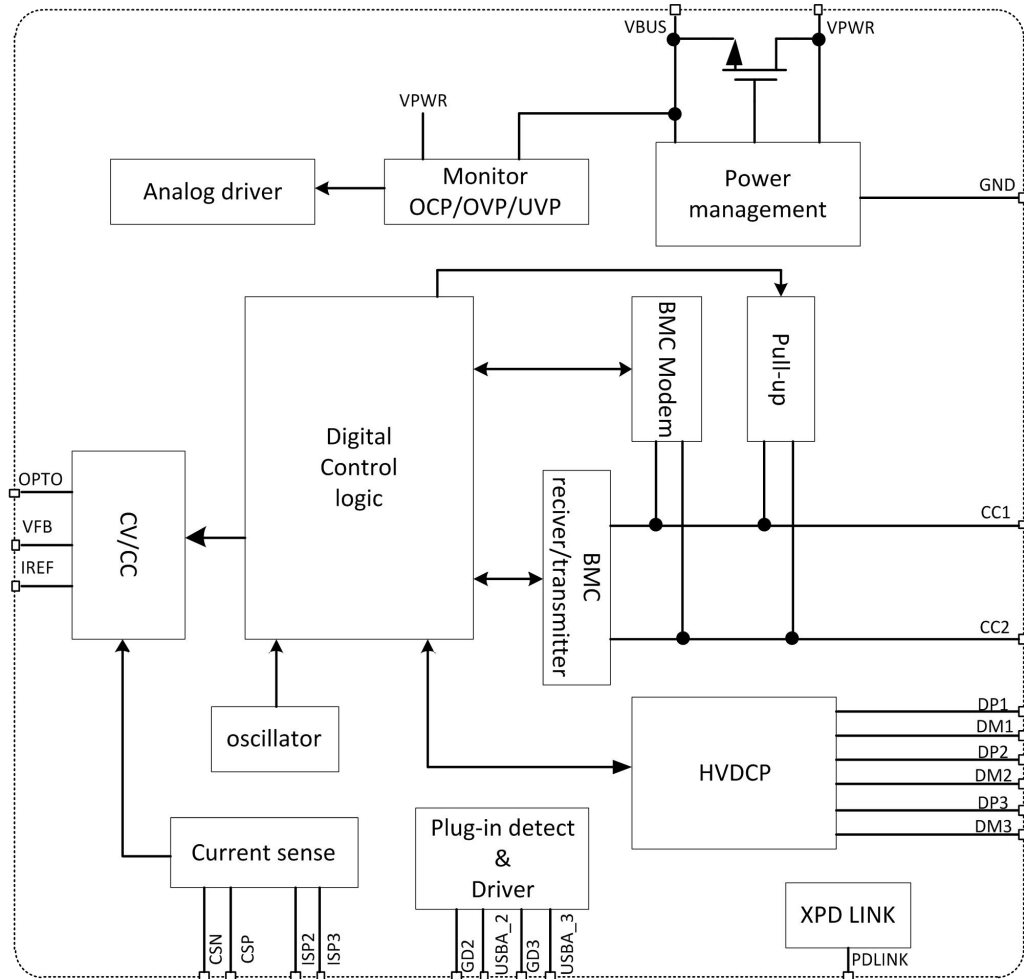 VBUS
VPWR
VPWR
Analog driver
Monitor
OCP/OVP/UVP
Power
management
GND
BMC Modem
Pull-up
Digital
Control
logic
OPTO
VFB
IREF
CV/CC
BMC
reciver/transmitter
CC1
CC2
oscillator
HVDCP
DP1
DM1
DP2
DM2
DP3
DM3
Current sense
Plug-in detect
&
Driver
XPD LINK
CSN
CSP
ISP2
ISP3
GD2
USBA_2
GD3
USBA_3
PDLINK